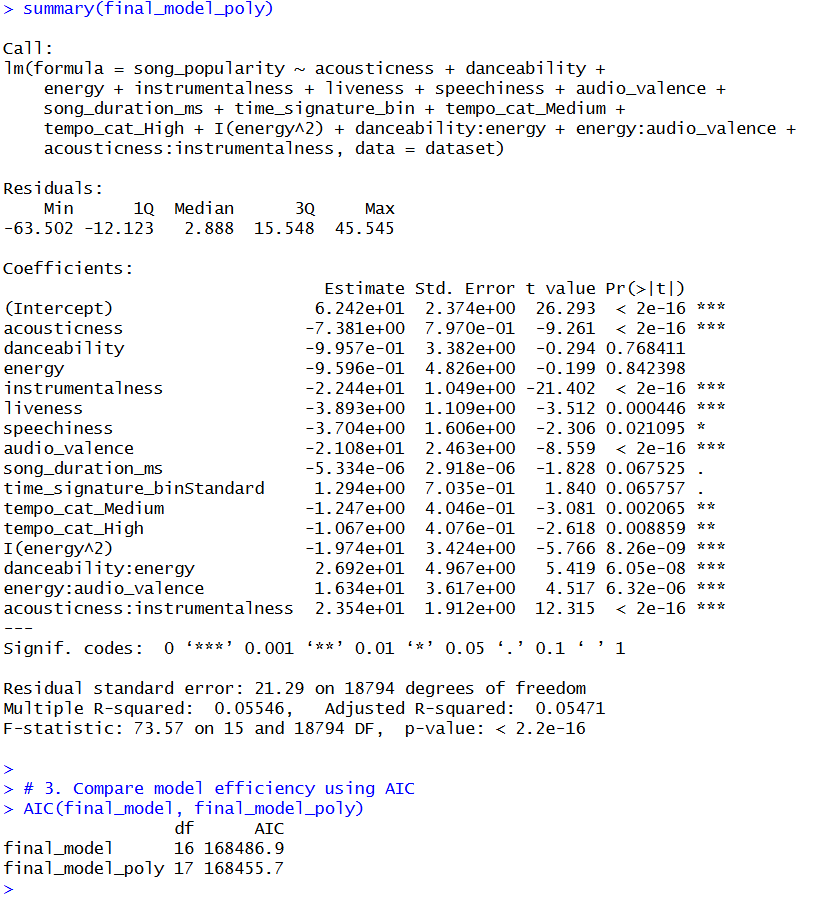 > summary(final_model_poly)
Call:
lm(formula = song_popularity ~ acousticness + danceability +
    energy + instrumentalness + liveness + speechiness + audio_valence +
    song_duration_ms + time_signature_bin + tempo_cat_Medium +
    tempo_cat_High + I(energy^2) + danceability:energy + energy:audio_valence +
    acousticness:instrumentalness, data = dataset)
Residuals:
    Min      1Q  Median      3Q     Max
-63.502 -12.123   2.888  15.548  45.545
Coefficients:
                                Estimate Std. Error t value Pr(>|t|)
(Intercept)                    6.242e+01  2.374e+00  26.293  < 2e-16 ***
acousticness                  -7.381e+00  7.970e-01  -9.261  < 2e-16 ***
danceability                  -9.957e-01  3.382e+00  -0.294 0.768411
energy                        -9.596e-01  4.826e+00  -0.199 0.842398
instrumentalness              -2.244e+01  1.049e+00 -21.402  < 2e-16 ***
liveness                      -3.893e+00  1.109e+00  -3.512 0.000446 ***
speechiness                   -3.704e+00  1.606e+00  -2.306 0.021095 *
audio_valence                 -2.108e+01  2.463e+00  -8.559  < 2e-16 ***
song_duration_ms              -5.334e-06  2.918e-06  -1.828 0.067525 .
time_signature_binStandard     1.294e+00  7.035e-01   1.840 0.065757 .
tempo_cat_Medium              -1.247e+00  4.046e-01  -3.081 0.002065 **
tempo_cat_High                -1.067e+00  4.076e-01  -2.618 0.008859 **
I(energy^2)                   -1.974e+01  3.424e+00  -5.766 8.26e-09 ***
danceability:energy            2.692e+01  4.967e+00   5.419 6.05e-08 ***
energy:audio_valence           1.634e+01  3.617e+00   4.517 6.32e-06 ***
acousticness:instrumentalness  2.354e+01  1.912e+00  12.315  < 2e-16 ***
---
Signif. codes:  0 ‘***’ 0.001 ‘**’ 0.01 ‘*’ 0.05 ‘.’ 0.1 ‘ ’ 1
Residual standard error: 21.29 on 18794 degrees of freedom
Multiple R-squared:  0.05546,	Adjusted R-squared:  0.05471
F-statistic: 73.57 on 15 and 18794 DF,  p-value: < 2.2e-16
>
> # 3. Compare model efficiency using AIC
> AIC(final_model, final_model_poly)
                 df      AIC
final_model      16 168486.9
final_model_poly 17 168455.7
>